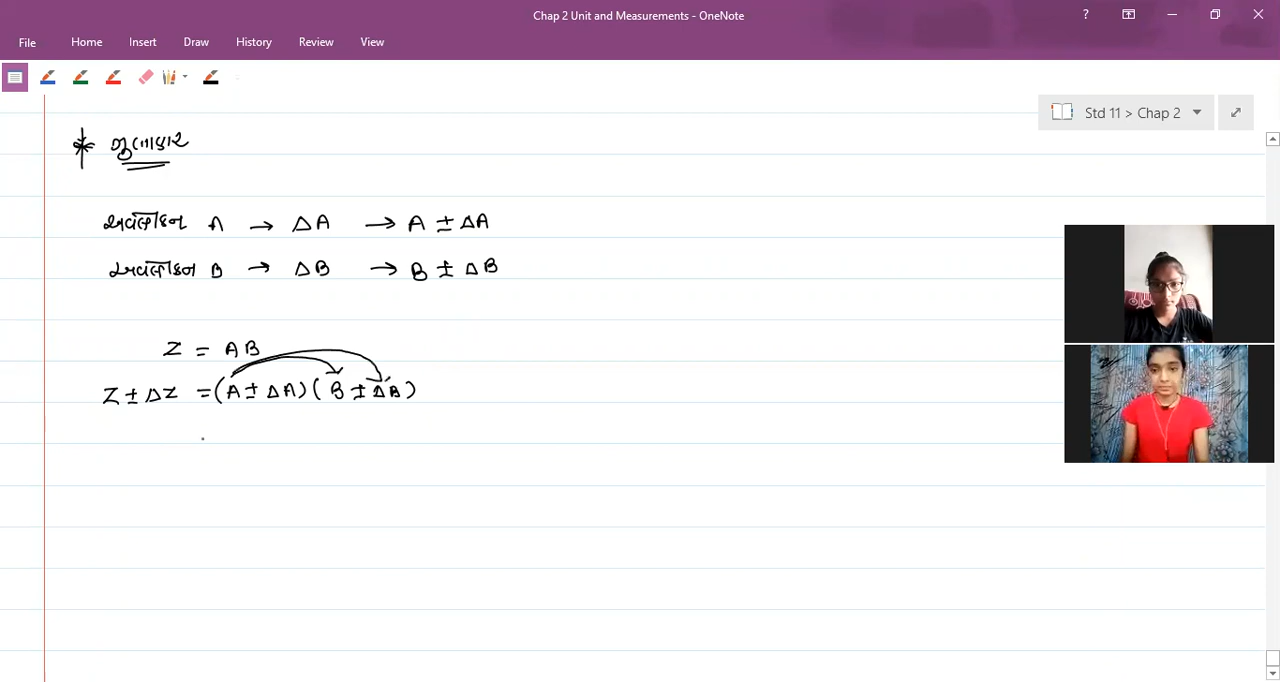 Chap 2 Unit and Measurements - OneNote
File Home Insert Draw History Review View
Std 11 > Chap 2
* ગુણાકાર
અવલોકન A → ΔA → A ± ΔA
અવલોકન B → ΔB → B ± ΔB
Z = AB
Z ± ΔZ = (A ± ΔA) (B ± ΔB)